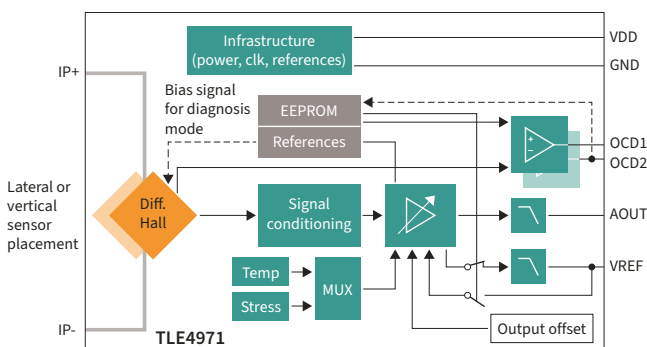 Infrastructure
(power, clk, references)
VDD
GND
IP+
Bias signal
for diagnosis
mode
EEPROM
References
+
-
OCD1
OCD2
Lateral or
vertical
sensor
placement
Diff.
Hall
Signal
conditioning
AOUT
Temp
Stress
MUX
VREF
Output offset
IP-
TLE4971